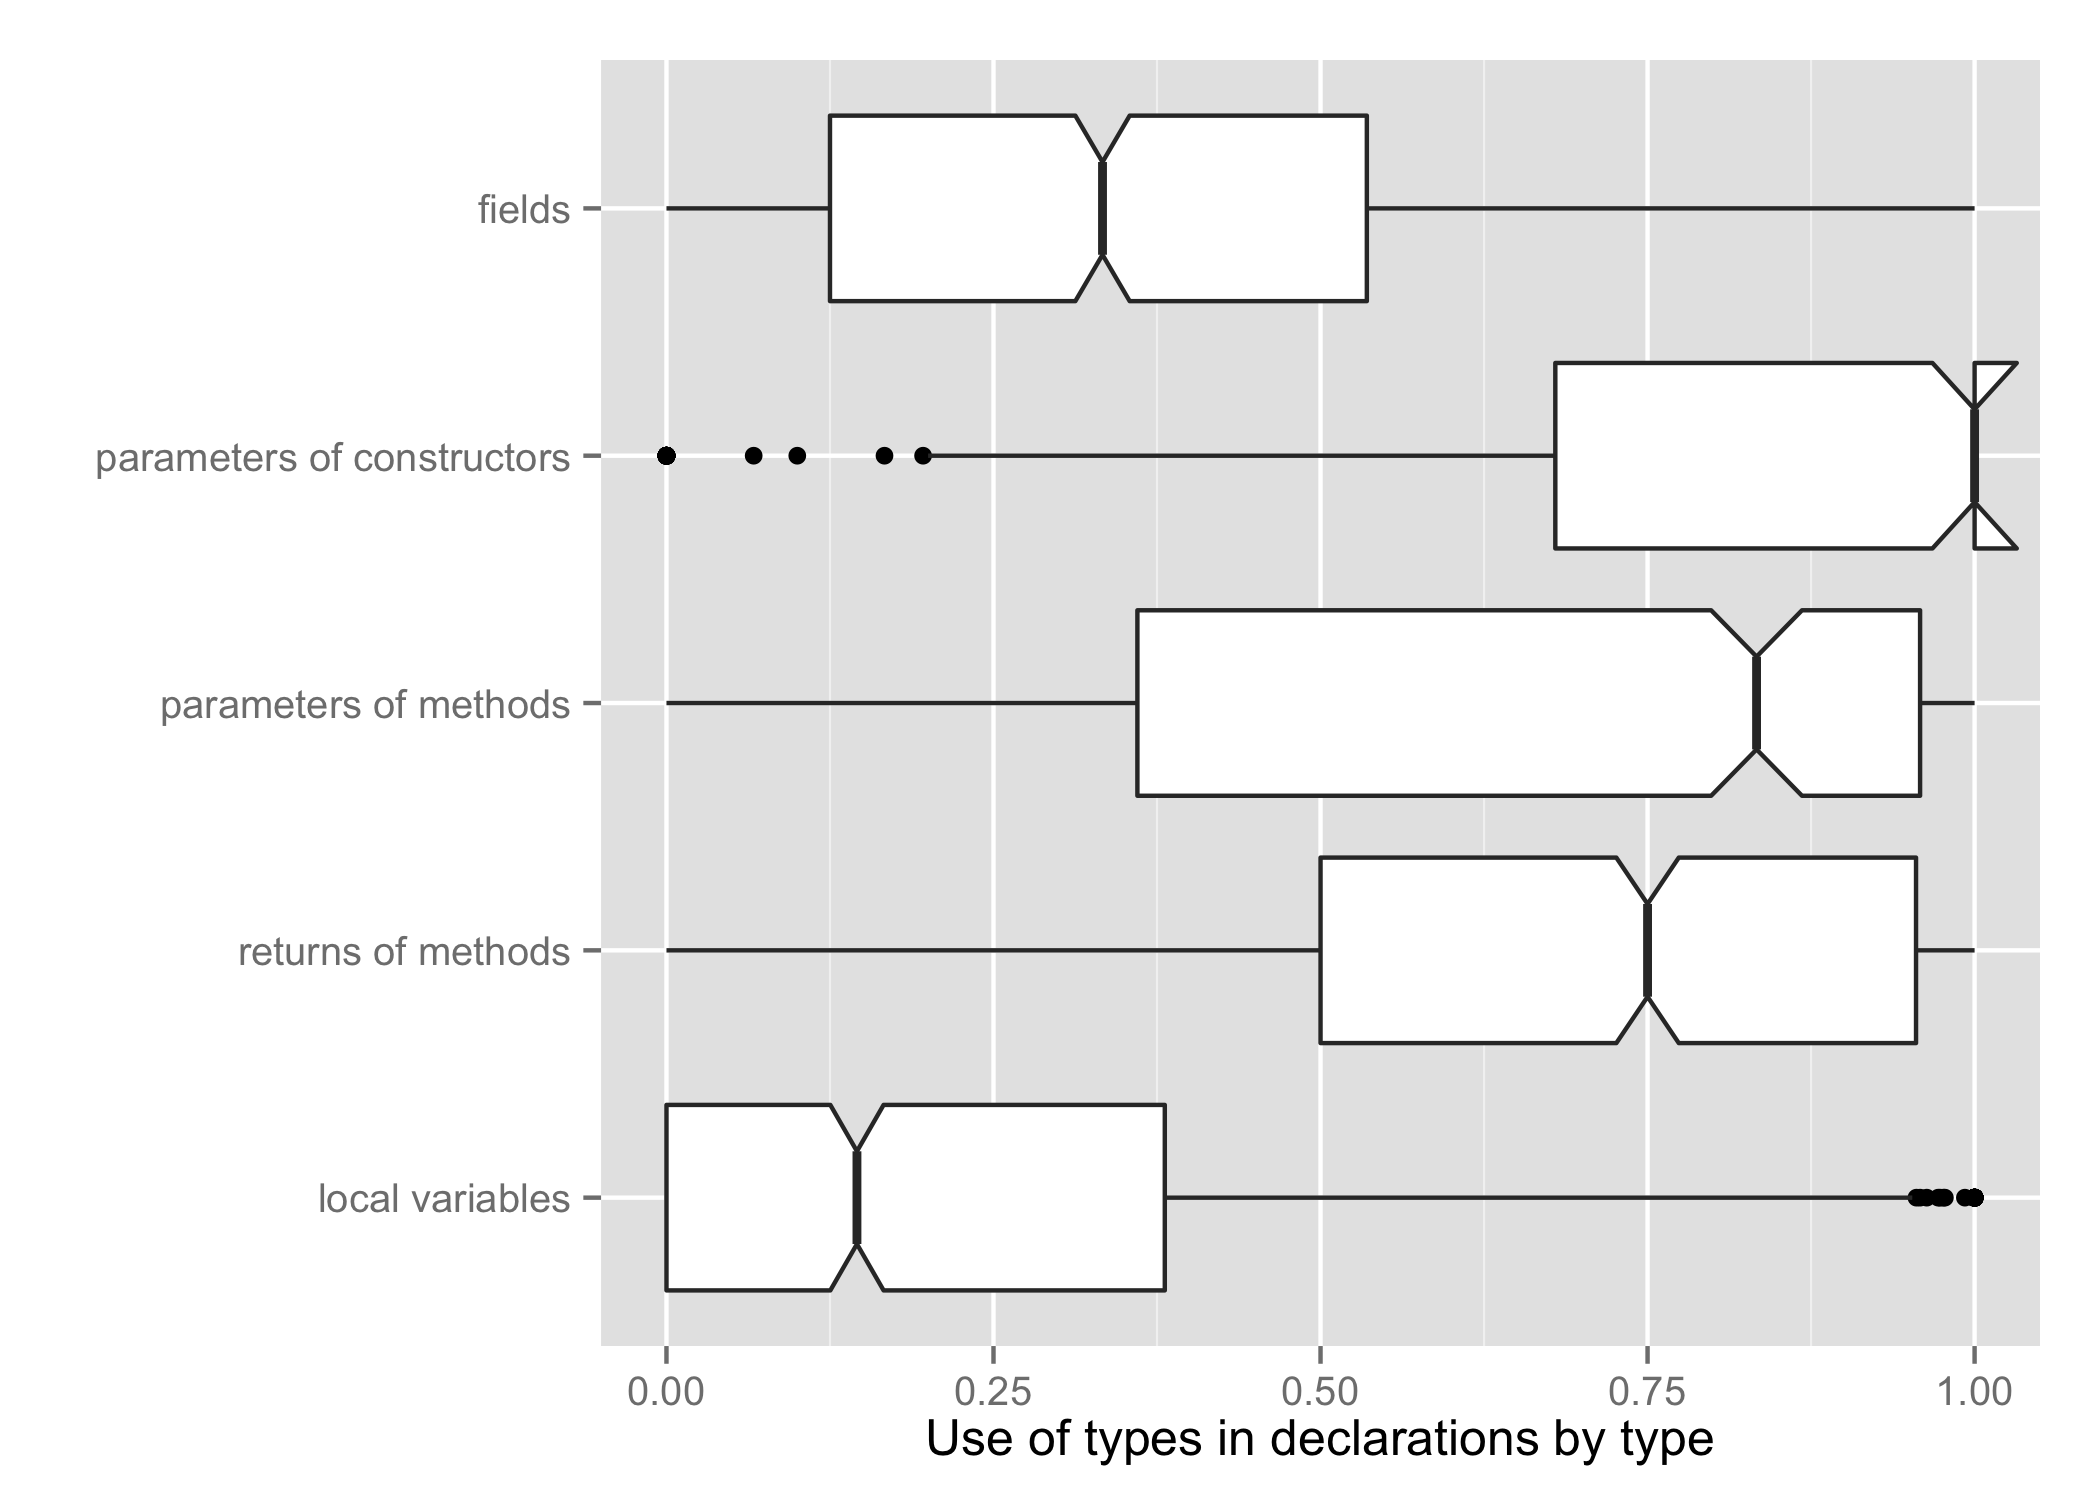 fields
parameters of constructors
parameters of methods
returns of methods
local variables
0.00 0.25 0.50 0.75 1.00
Use of types in declarations by type